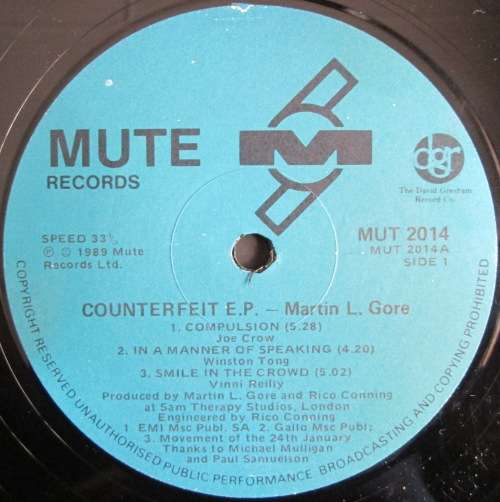 MUTE
RECORDS
M
dgr
The David Gresham
Record Co.
SPEED 33⅓
Ⓟ © 1989 Mute
Records Ltd.
MUT 2014
MUT 2014A
SIDE 1
COUNTERFEIT E.P. – Martin L. Gore
1. COMPULSION (5.28)
Joe Crow
2. IN A MANNER OF SPEAKING (4.20)
Winston Tong
3. SMILE IN THE CROWD (5.02)
Vinni Reilly
Produced by Martin L. Gore and Rico Conning
at Sam Therapy Studios, London
Engineered by Rico Conning
1. EMI Msc Publ. SA 2. Gallo Msc Publ;
3. Movement of the 24th January
Thanks to Michael Mulligan
and Paul Samuelson
COPYRIGHT RESERVED UNAUTHORISED PUBLIC PERFORMANCE, BROADCASTING AND COPYING PROHIBITED